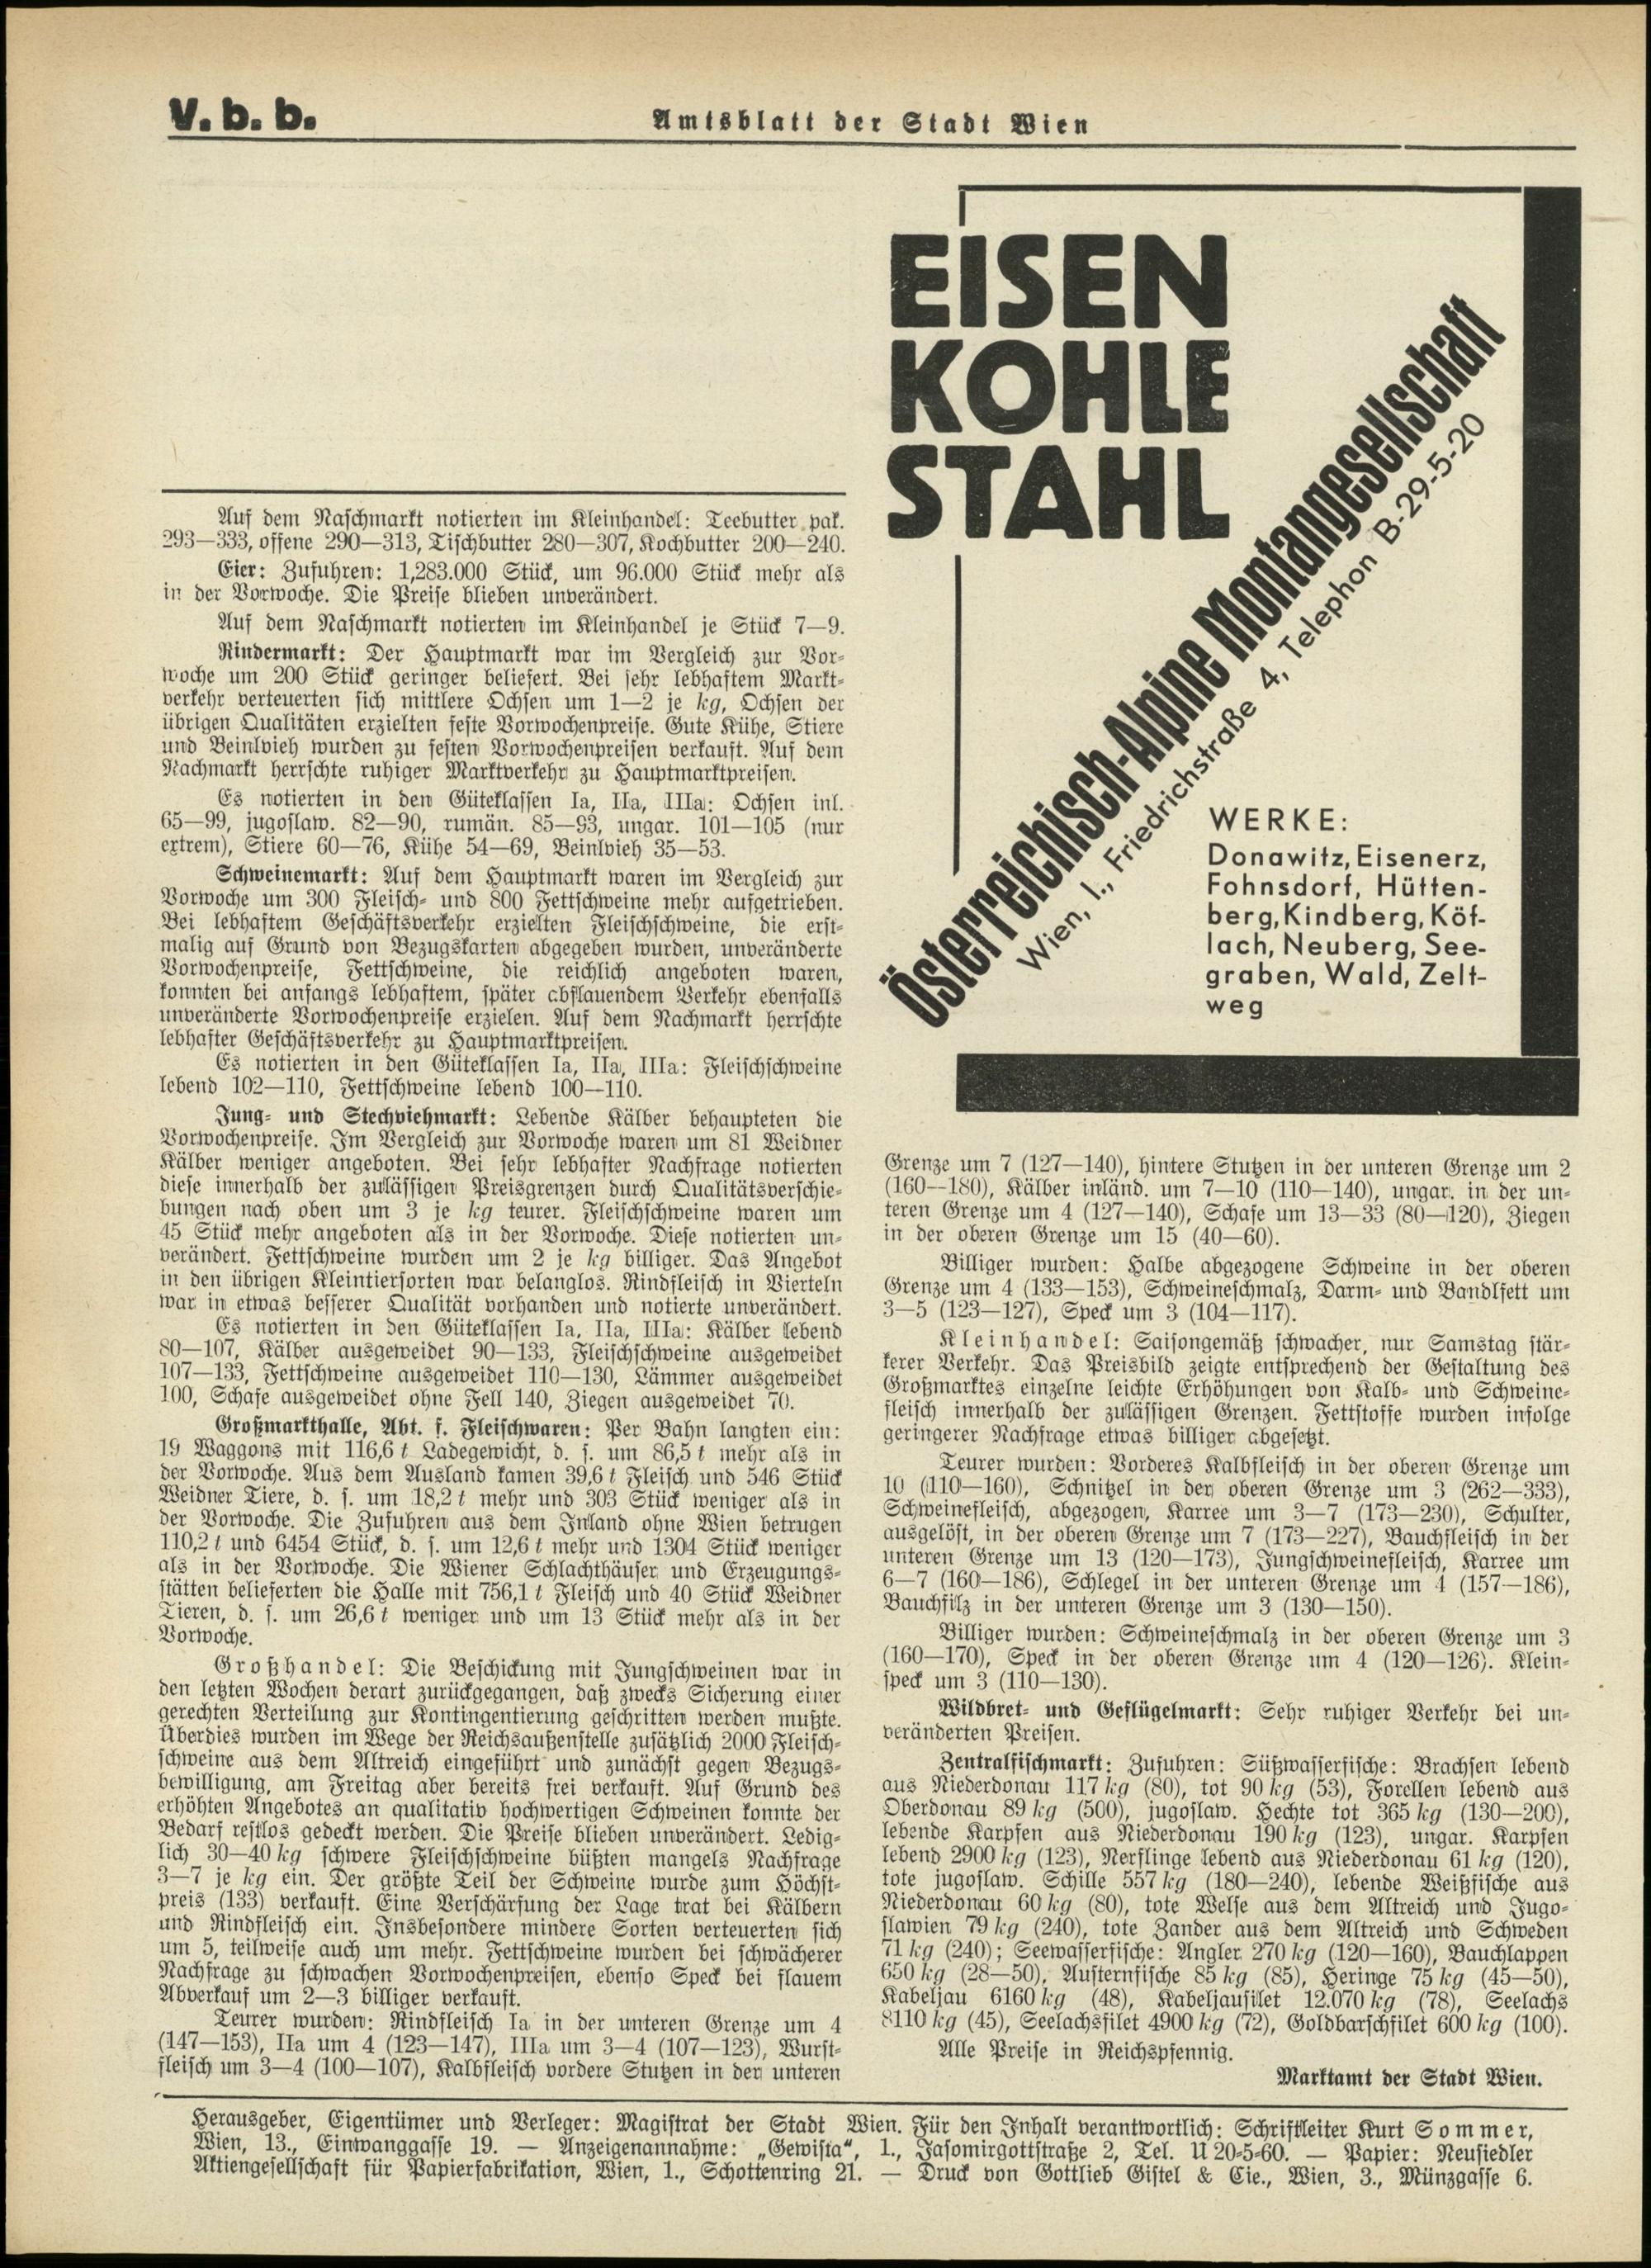 V. b. b.
Amtsblatt der Stadt Wien
Auf dem Naschmarkt notierten im Kleinhandel: Teebutter pak.
293—333, offene 290—313, Tischbutter 280—307, Kochbutter 200—240.
Eier: Zufuhren: 1,283.000 Stück, um 96.000 Stück mehr als
in der Vorwoche. Die Preise blieben unverändert.
Auf dem Naschmarkt notierten im Kleinhandel je Stück 7—9.
Rindermarkt: Der Hauptmarkt war im Vergleich zur Vor-
woche um 200 Stück geringer beliefert. Bei sehr lebhaftem Markt-
verkehr verteuerten sich mittlere Ochsen um 1—2 je kg, Ochsen der
übrigen Qualitäten erzielten feste Vorwochenpreise. Gute Kühe, Stiere
und Beinlvieh wurden zu festen Vorwochenpreisen verkauft. Auf dem
Nachmarkt herrschte ruhiger Marktverkehr zu Hauptmarktpreisen.
Es notierten in den Güteklassen Ia, IIa, IIIa: Ochsen inl.
65—99, jugoslaw. 82—90, rumän. 85—93, ungar. 101—105 (nur
extrem), Stiere 60—76, Kühe 54—69, Beinlvieh 35—53.
Schweinemarkt: Auf dem Hauptmarkt waren im Vergleich zur
Vorwoche um 300 Fleisch- und 800 Fettschweine mehr aufgetrieben.
Bei lebhaftem Geschäftsverkehr erzielten Fleischschweine, die erst-
malig auf Grund von Bezugskarten abgegeben wurden, unveränderte
Vorwochenpreise, Fettschweine, die reichlich angeboten waren,
konnten bei anfangs lebhaftem, später abflauendem Verkehr ebenfalls
unveränderte Vorwochenpreise erzielen. Auf dem Nachmarkt herrschte
lebhafter Geschäftsverkehr zu Hauptmarktpreisen.
Es notierten in den Güteklassen Ia, IIa, IIIa: Fleischschweine
lebend 102—110, Fettschweine lebend 100—110.
Jung- und Stechviehmarkt: Lebende Kälber behaupteten die
Vorwochenpreise. Im Vergleich zur Vorwoche waren um 81 Weidner
Kälber weniger angeboten. Bei sehr lebhafter Nachfrage notierten
diese innerhalb der zulässigen Preisgrenzen durch Qualitätsverschie-
bungen nach oben um 3 je kg teurer. Fleischschweine waren um
45 Stück mehr angeboten als in der Vorwoche. Diese notierten un-
verändert. Fettschweine wurden um 2 je kg billiger. Das Angebot
in den übrigen Kleintiersorten war belanglos. Rindfleisch in Vierteln
war in etwas besserer Qualität vorhanden und notierte unverändert.
Es notierten in den Güteklassen Ia, IIa, IIIa: Kälber lebend
80—107, Kälber ausgeweidet 90—133, Fleischschweine ausgeweidet
107—133, Fettschweine ausgeweidet 110—130, Lämmer ausgeweidet
100, Schafe ausgeweidet ohne Fell 140, Ziegen ausgeweidet 70.
Großmarkthalle, Abt. f. Fleischwaren: Per Bahn langten ein:
19 Waggons mit 116,6 t Ladegewicht, d. s. um 86,5 t mehr als in
der Vorwoche. Aus dem Ausland kamen 39,6 t Fleisch und 546 Stück
Weidner Tiere, d. s. um 18,2 t mehr und 303 Stück weniger als in
der Vorwoche. Die Zufuhren aus dem Inland ohne Wien betrugen
110,2 t und 6454 Stück, d. s. um 12,6 t mehr und 1304 Stück weniger
als in der Vorwoche. Die Wiener Schlachthäuser und Erzeugungs-
stätten belieferten die Halle mit 756,1 t Fleisch und 40 Stück Weidner
Tieren, d. s. um 26,6 t weniger und um 13 Stück mehr als in der
Vorwoche.
Großhandel: Die Beschickung mit Jungschweinen war in
den letzten Wochen derart zurückgegangen, daß zwecks Sicherung einer
gerechten Verteilung zur Kontingentierung geschritten werden mußte.
Überdies wurden im Wege der Reichsaußenstelle zusätzlich 2000 Fleisch-
schweine aus dem Altreich eingeführt und zunächst gegen Bezugs-
bewilligung, am Freitag aber bereits frei verkauft. Auf Grund des
erhöhten Angebotes an qualitativ hochwertigen Schweinen konnte der
Bedarf restlos gedeckt werden. Die Preise blieben unverändert. Ledig-
lich 30—40 kg schwere Fleischschweine büßten mangels Nachfrage
3—7 je kg ein. Der größte Teil der Schweine wurde zum Höchst-
preis (133) verkauft. Eine Verschärfung der Lage trat bei Kälbern
und Rindfleisch ein. Insbesondere mindere Sorten verteuerten sich
um 5, teilweise auch um mehr. Fettschweine wurden bei schwächerer
Nachfrage zu schwachen Vorwochenpreisen, ebenso Speck bei flauem
Abverkauf um 2—3 billiger verkauft.
Teurer wurden: Rindfleisch Ia in der unteren Grenze um 4
(147—153), IIa um 4 (123—147), IIIa um 3—4 (107—123), Wurst-
fleisch um 3—4 (100—107), Kalbfleisch vordere Stutzen in der unteren
EISEN
KOHLE
STAHL
Österreichisch-Alpine Montangesellschaft
Wien, I., Friedrichstraße 4, Telephon B-29-5-20
WERKE:
Donawitz, Eisenerz,
Fohnsdorf, Hütten-
berg, Kindberg, Köf-
lach, Neuberg, See-
graben, Wald, Zelt-
weg
Grenze um 7 (127—140), hintere Stutzen in der unteren Grenze um 2
(160—180), Kälber inländ. um 7—10 (110—140), ungar. in der un-
teren Grenze um 4 (127—140), Schafe um 13—33 (80—120), Ziegen
in der oberen Grenze um 15 (40—60).
Billiger wurden: Halbe abgezogene Schweine in der oberen
Grenze um 4 (133—153), Schweineschmalz, Darm- und Bandlfett um
3—5 (123—127), Speck um 3 (104—117).
Kleinhandel: Saisongemäß schwacher, nur Samstag stär-
kerer Verkehr. Das Preisbild zeigte entsprechend der Gestaltung des
Großmarktes einzelne leichte Erhöhungen von Kalb- und Schweine-
fleisch innerhalb der zulässigen Grenzen. Fettstoffe wurden infolge
geringerer Nachfrage etwas billiger abgesetzt.
Teurer wurden: Vorderes Kalbfleisch in der oberen Grenze um
10 (110—160), Schnitzel in der oberen Grenze um 3 (262—333),
Schweinefleisch, abgezogen, Karree um 3—7 (173—230), Schulter,
ausgelöst, in der oberen Grenze um 7 (173—227), Bauchfleisch in der
unteren Grenze um 13 (120—173), Jungschweinefleisch, Karree um
6—7 (160—186), Schlegel in der unteren Grenze um 4 (157—186),
Bauchfilz in der unteren Grenze um 3 (130—150).
Billiger wurden: Schweineschmalz in der oberen Grenze um 3
(160—170), Speck in der oberen Grenze um 4 (120—126). Klein-
speck um 3 (110—130).
Wildbret- und Geflügelmarkt: Sehr ruhiger Verkehr bei un-
veränderten Preisen.
Zentralfischmarkt: Zufuhren: Süßwasserfische: Brachsen lebend
aus Niederdonau 117 kg (80), tot 90 kg (53), Forellen lebend aus
Oberdonau 89 kg (500), jugoslaw. Hechte tot 365 kg (130—200),
lebende Karpfen aus Niederdonau 190 kg (123), ungar. Karpfen
lebend 2900 kg (123), Nerflinge lebend aus Niederdonau 61 kg (120),
tote jugoslaw. Schille 557 kg (180—240), lebende Weißfische aus
Niederdonau 60 kg (80), tote Welse aus dem Altreich und Jugo-
slawien 79 kg (240), tote Zander aus dem Altreich und Schweden
71 kg (240); Seewasserfische: Angler 270 kg (120—160), Bauchlappen
650 kg (28—50), Austernfische 85 kg (85), Heringe 75 kg (45—50),
Kabeljau 6160 kg (48), Kabeljaufilet 12.070 kg (78), Seelachs
8110 kg (45), Seelachsfilet 4900 kg (72), Goldbarschfilet 600 kg (100).
Alle Preise in Reichspfennig.
Marktamt der Stadt Wien.
Herausgeber, Eigentümer und Verleger: Magistrat der Stadt Wien. Für den Inhalt verantwortlich: Schriftleiter Kurt Sommer,
Wien, 13., Einwanggasse 19. — Anzeigenannahme: „Gewista“, 1., Jasomirgottstraße 2, Tel. U 20-5-60. — Papier: Neusiedler
Aktiengesellschaft für Papierfabrikation, Wien, 1., Schottenring 21. — Druck von Gottlieb Gistel & Cie., Wien, 3., Münzgasse 6.